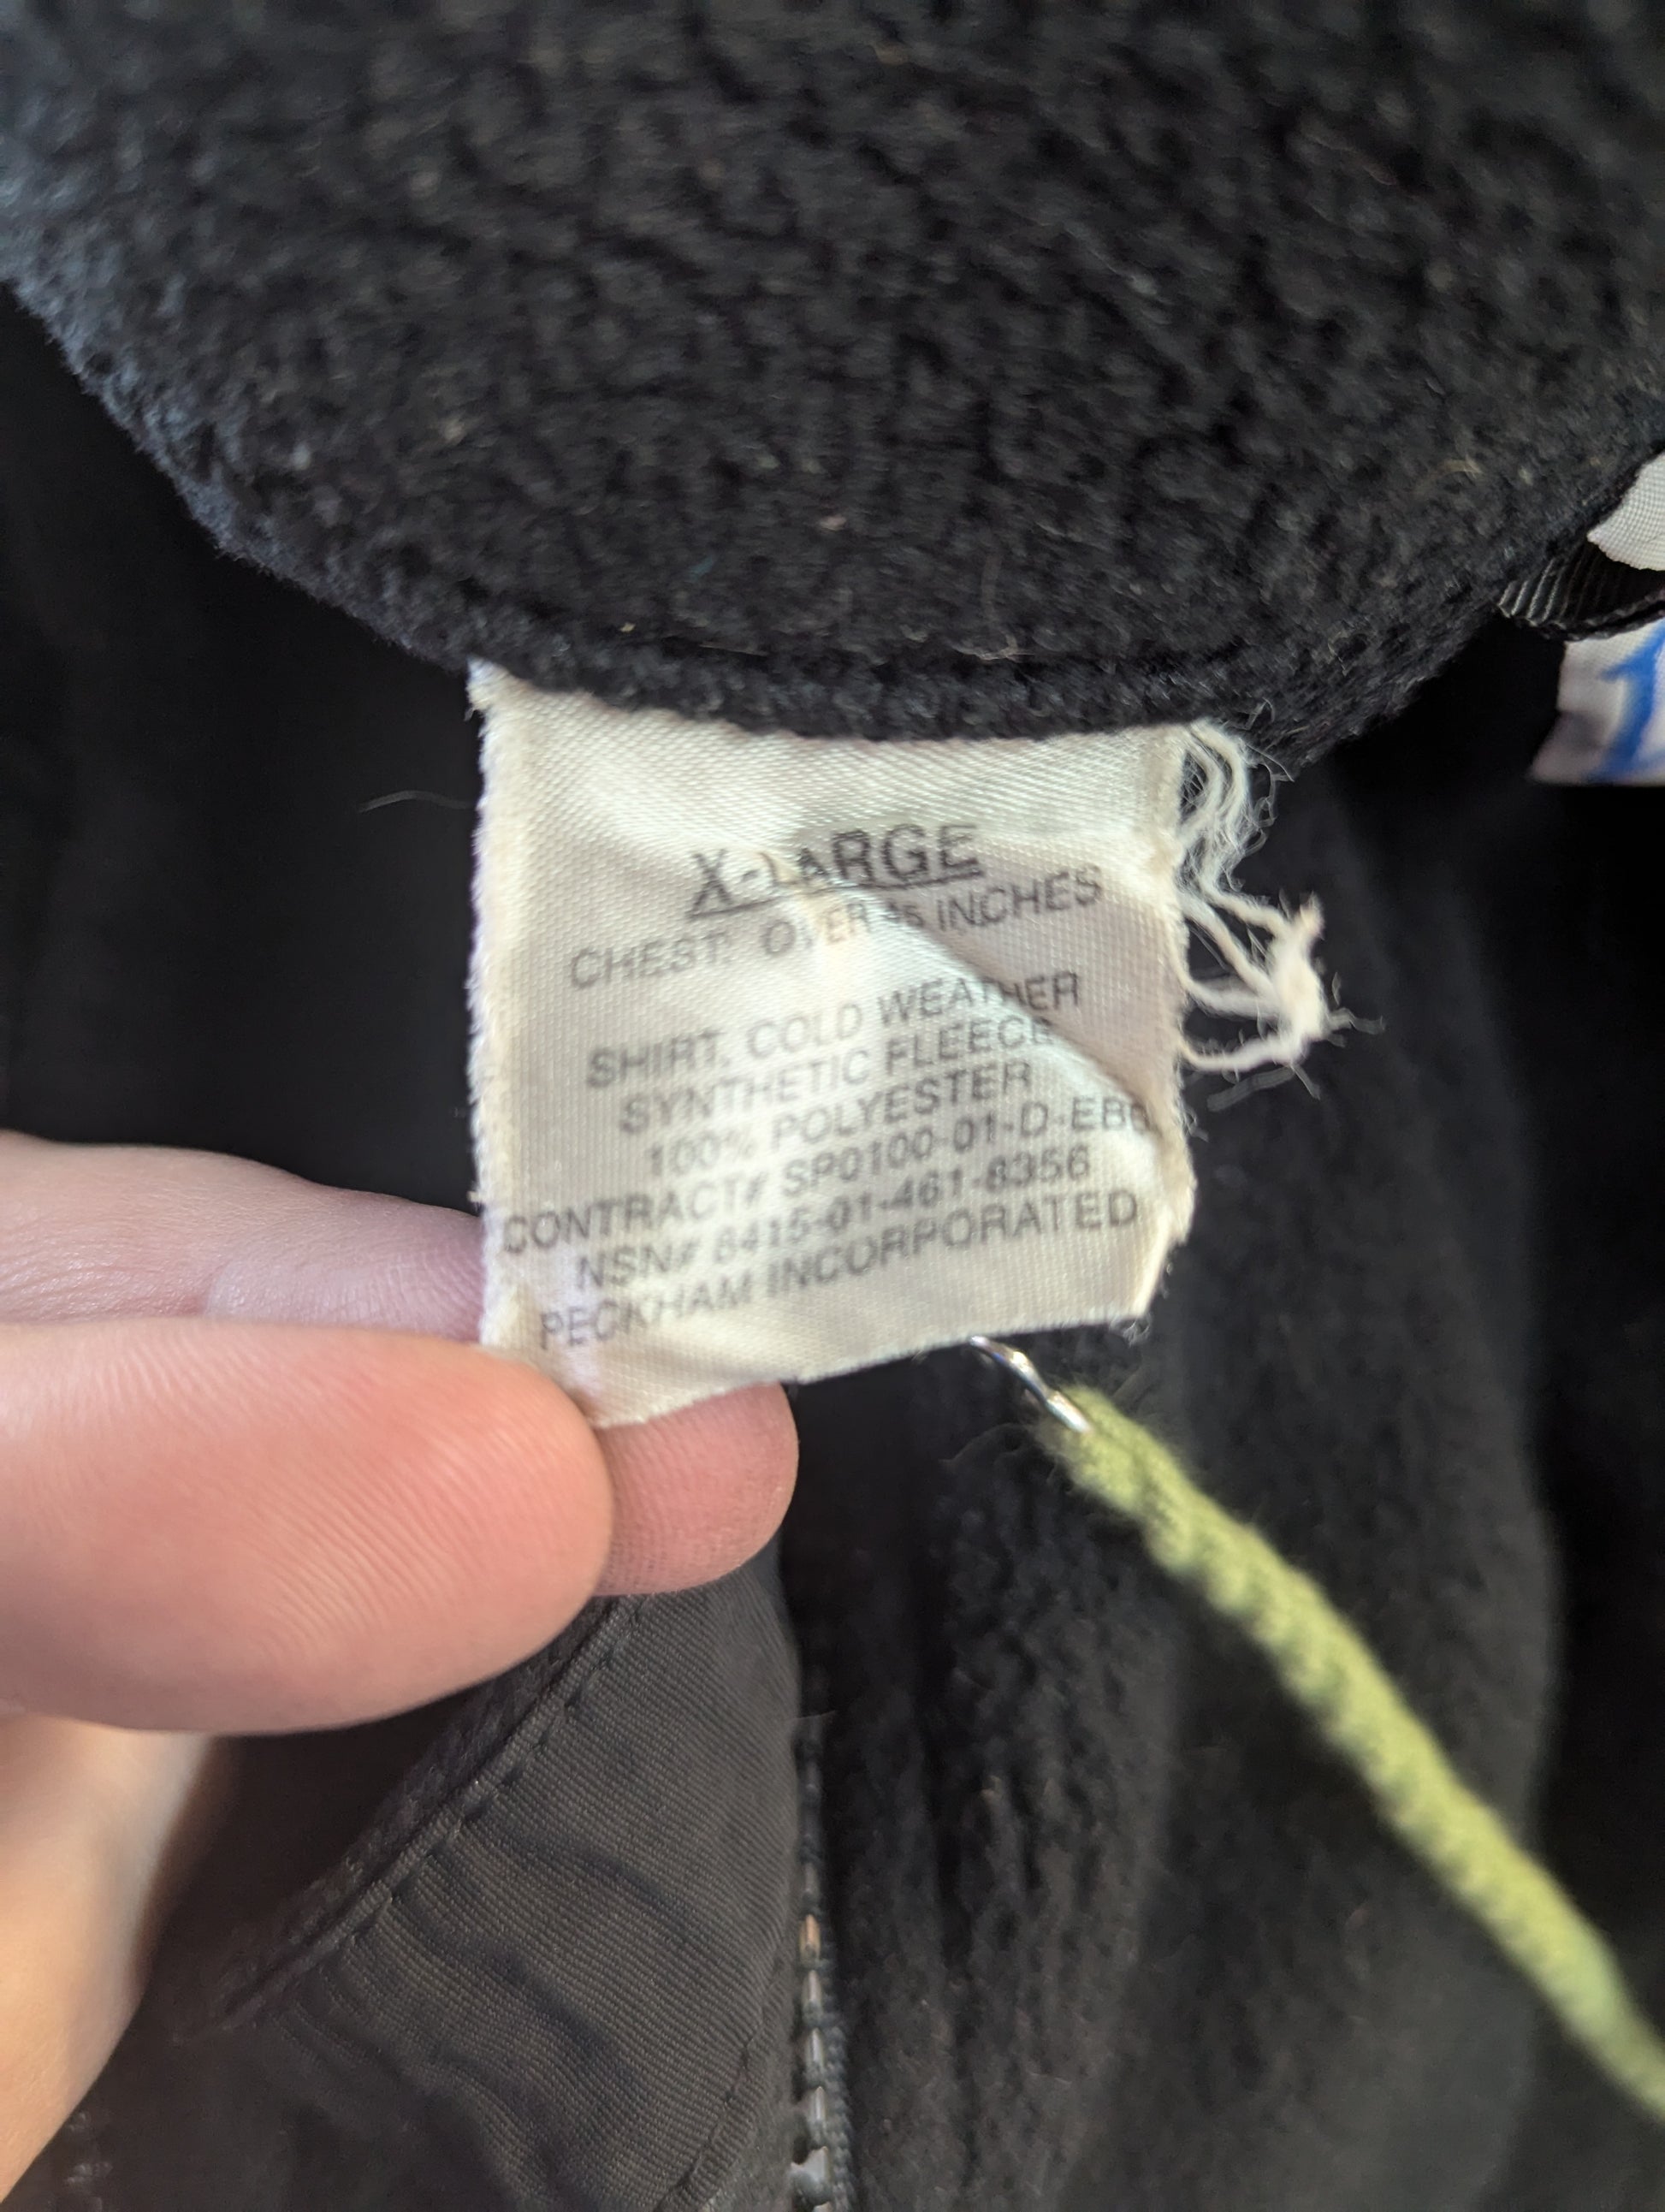 X-LARGE
CHEST: OVER 45 INCHES
SHIRT, COLD WEATHER
SYNTHETIC FLEECE
100% POLYESTER
CONTRACT# SP0100-01-D-EB
NSN# 8415-01-461-8356
PECKHAM INCORPORATED